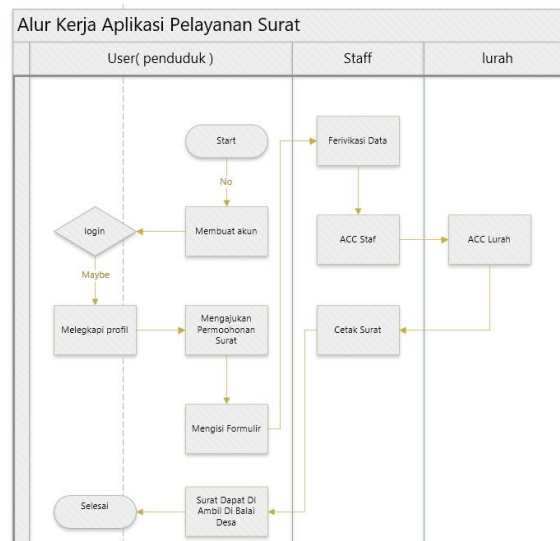 Alur Kerja Aplikasi Pelayanan Surat
User( penduduk )
Staff
lurah
Start
Ferivikasi Data
No
login
Membuat akun
ACC Staf
ACC Lurah
Maybe
Melegkapi profil
Mengajukan
Permoohonan
Surat
Cetak Surat
Mengisi Formulir
Selesai
Surat Dapat Di
Ambil Di Balai
Desa